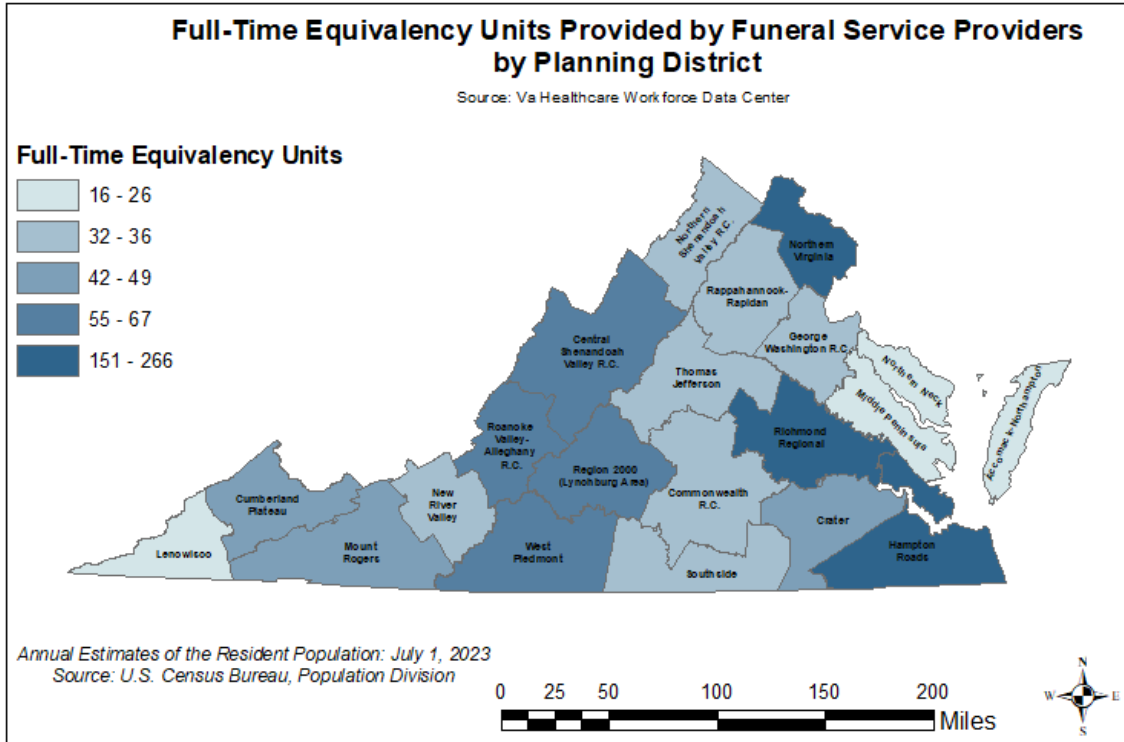 Full-Time Equivalency Units Provided by Funeral Service Providers
by Planning District
Source: Va Healthcare Workforce Data Center
Full-Time Equivalency Units
16 - 26
32 - 36
42 - 49
55 - 67
151 - 266
Northern
Shenandoah
Valley R.C.
Northern
Virginia
Rappahannock-
Rapidan
Central
Shenandoah
Valley R.C.
George
Washington R.C.
Northern Neck
Thomas
Jefferson
Middle Peninsula
Accomack-Northampton
Roanoke
Valley-
Alleghany
R.C.
Richmond
Regional
Region 2000
(Lynchburg Area)
Cumberland
Plateau
New
River
Valley
Commonwealth
R.C.
Crater
Lenowisco
Mount
Rogers
West
Piedmont
Southside
Hampton
Roads
Annual Estimates of the Resident Population: July 1, 2023
Source: U.S. Census Bureau, Population Division
0 25 50 100 150 200
Miles
N
W E
S